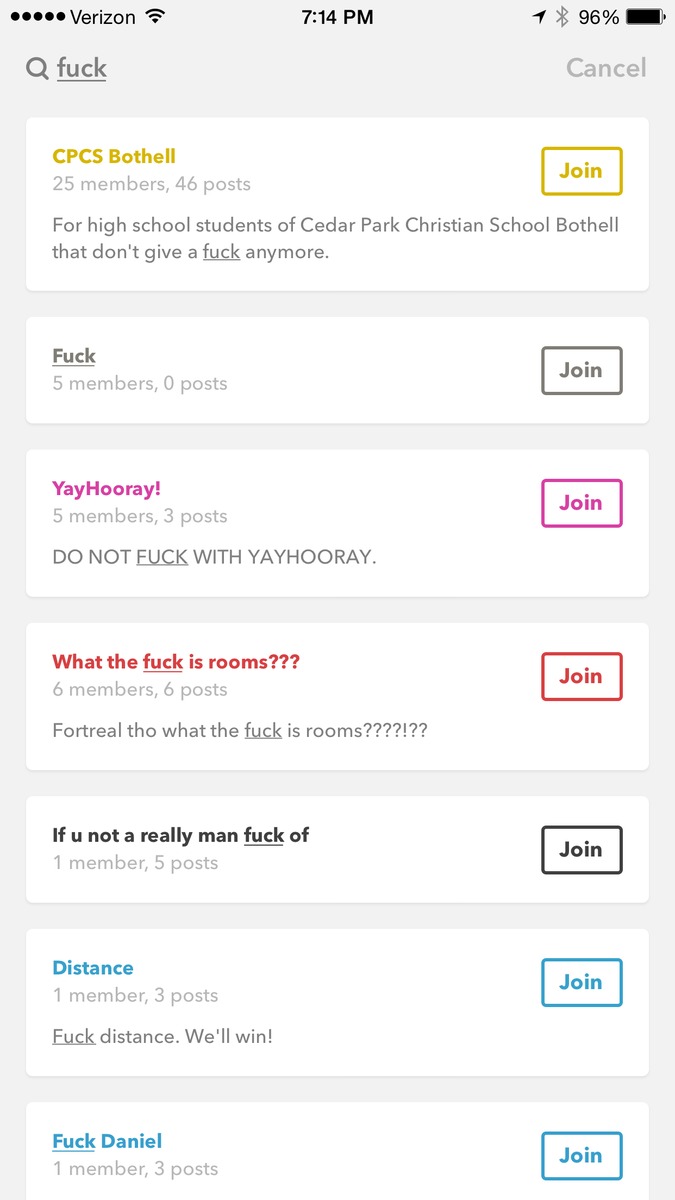 Verizon 7:14 PM 96%
fuck Cancel
CPCS Bothell Join
25 members, 46 posts
For high school students of Cedar Park Christian School Bothell
that don't give a fuck anymore.
Fuck Join
5 members, 0 posts
YayHooray! Join
5 members, 3 posts
DO NOT FUCK WITH YAYHOORAY.
What the fuck is rooms??? Join
6 members, 6 posts
Fortreal tho what the fuck is rooms????!??
If u not a really man fuck of Join
1 member, 5 posts
Distance Join
1 member, 3 posts
Fuck distance. We'll win!
Fuck Daniel Join
1 member, 3 posts